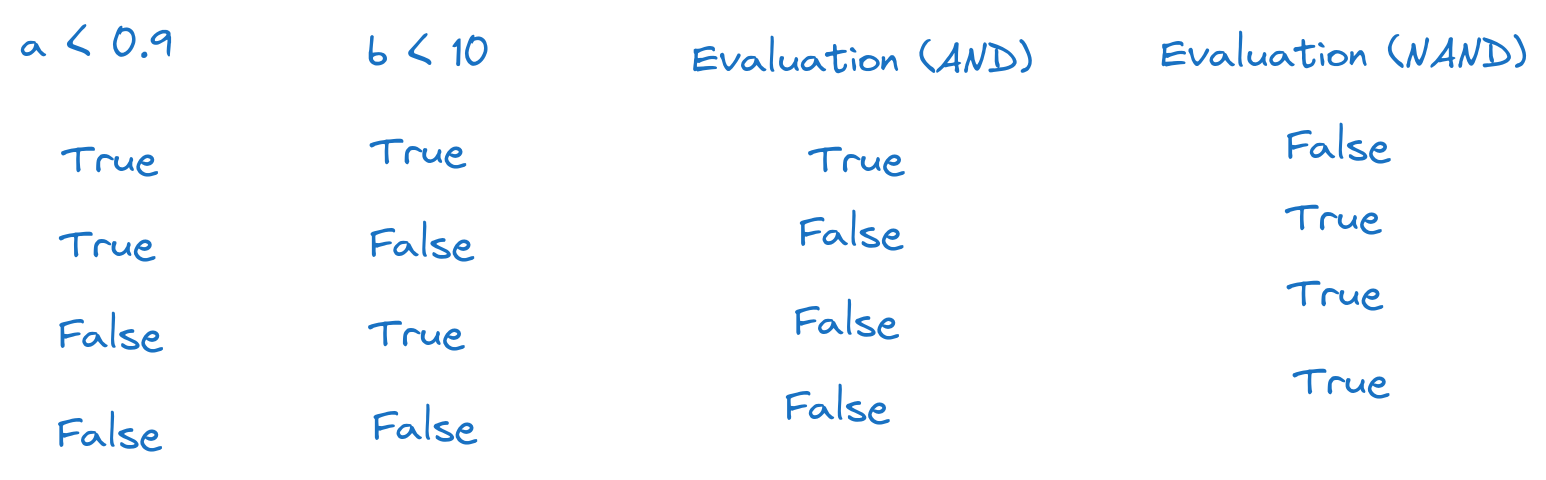 a < 0.9 b < 10 Evaluation (AND) Evaluation (NAND)
True True True False
True False False True
False True False True
False False False True